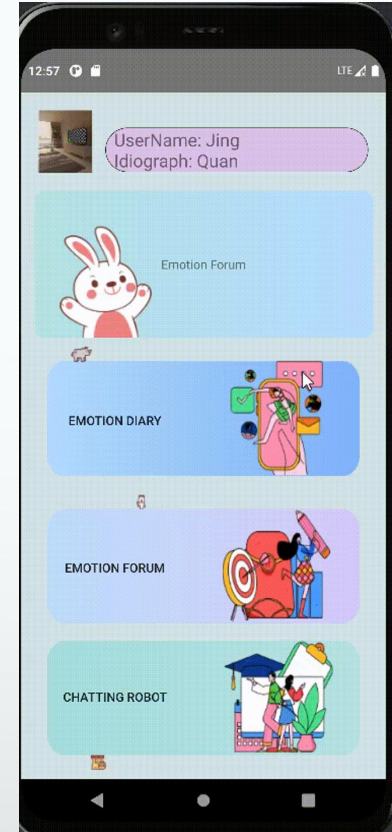 12:57
LTE
UserName: Jing
Idiograph: Quan
Emotion Forum
EMOTION DIARY
EMOTION FORUM
CHATTING ROBOT